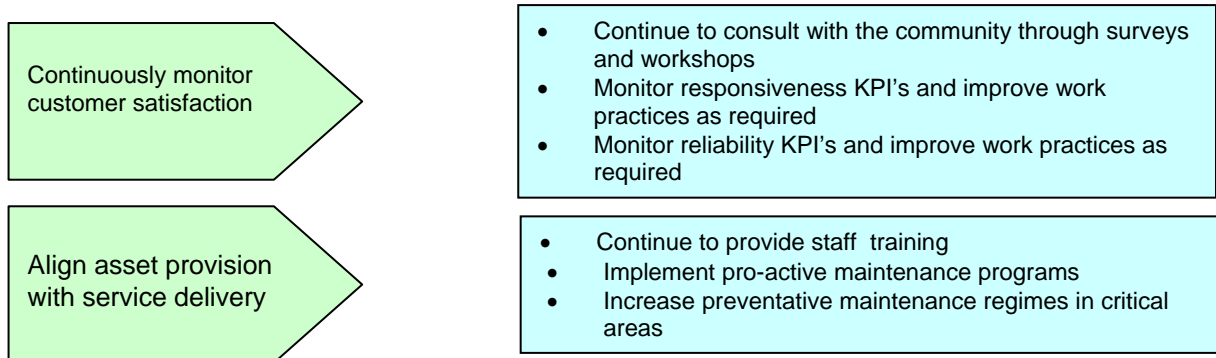 Continuously monitor
customer satisfaction
• Continue to consult with the community through surveys
and workshops
• Monitor responsiveness KPI's and improve work
practices as required
• Monitor reliability KPI's and improve work practices as
required
Align asset provision
with service delivery
• Continue to provide staff training
• Implement pro-active maintenance programs
• Increase preventative maintenance regimes in critical
areas